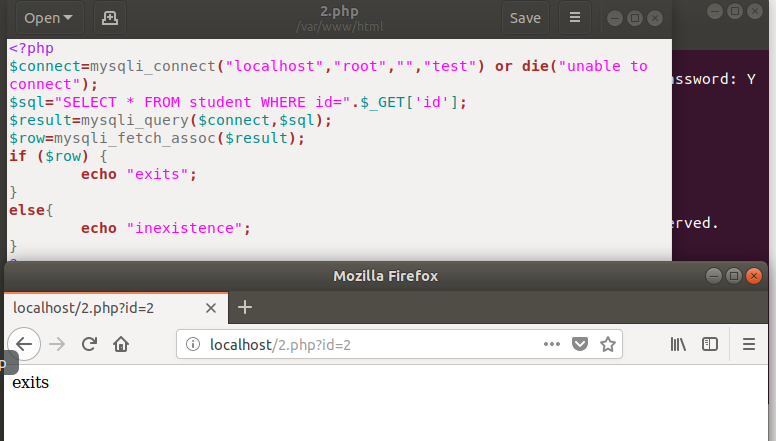 Open
2.php
/var/www/html
Save
<?php
$connect=mysqli_connect("localhost","root","","test") or die("unable to
connect");
$sql="SELECT * FROM student WHERE id=".$_GET['id'];
$result=mysqli_query($connect,$sql);
$row=mysqli_fetch_assoc($result);
if ($row) {
echo "exits";
}
else{
echo "inexistence";
}
assword: Y
erved.
Mozilla Firefox
localhost/2.php?id=2
localhost/2.php?id=2
p
exits